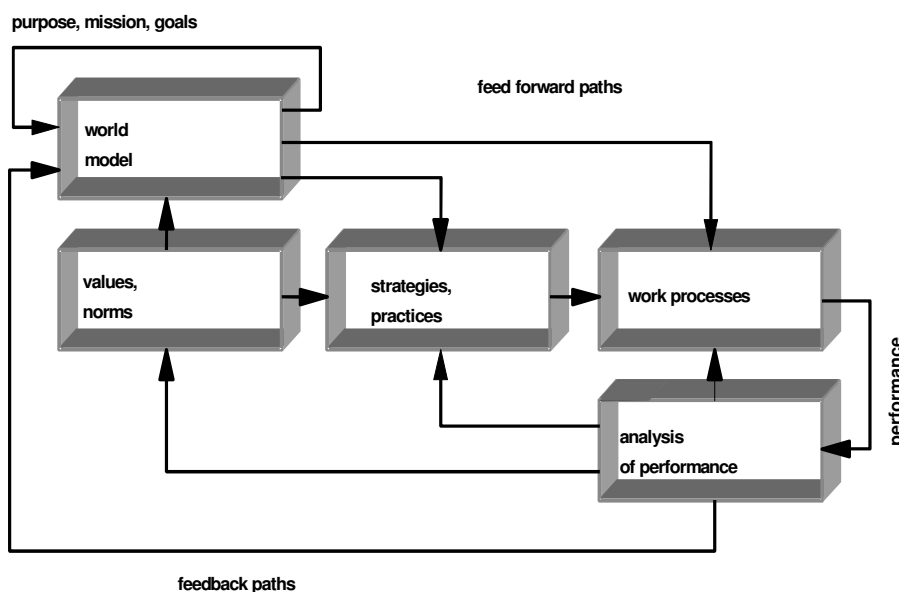 purpose, mission, goals
feed forward paths
world
model
values,
norms
strategies,
practices
work processes
performance
analysis
of performance
feedback paths